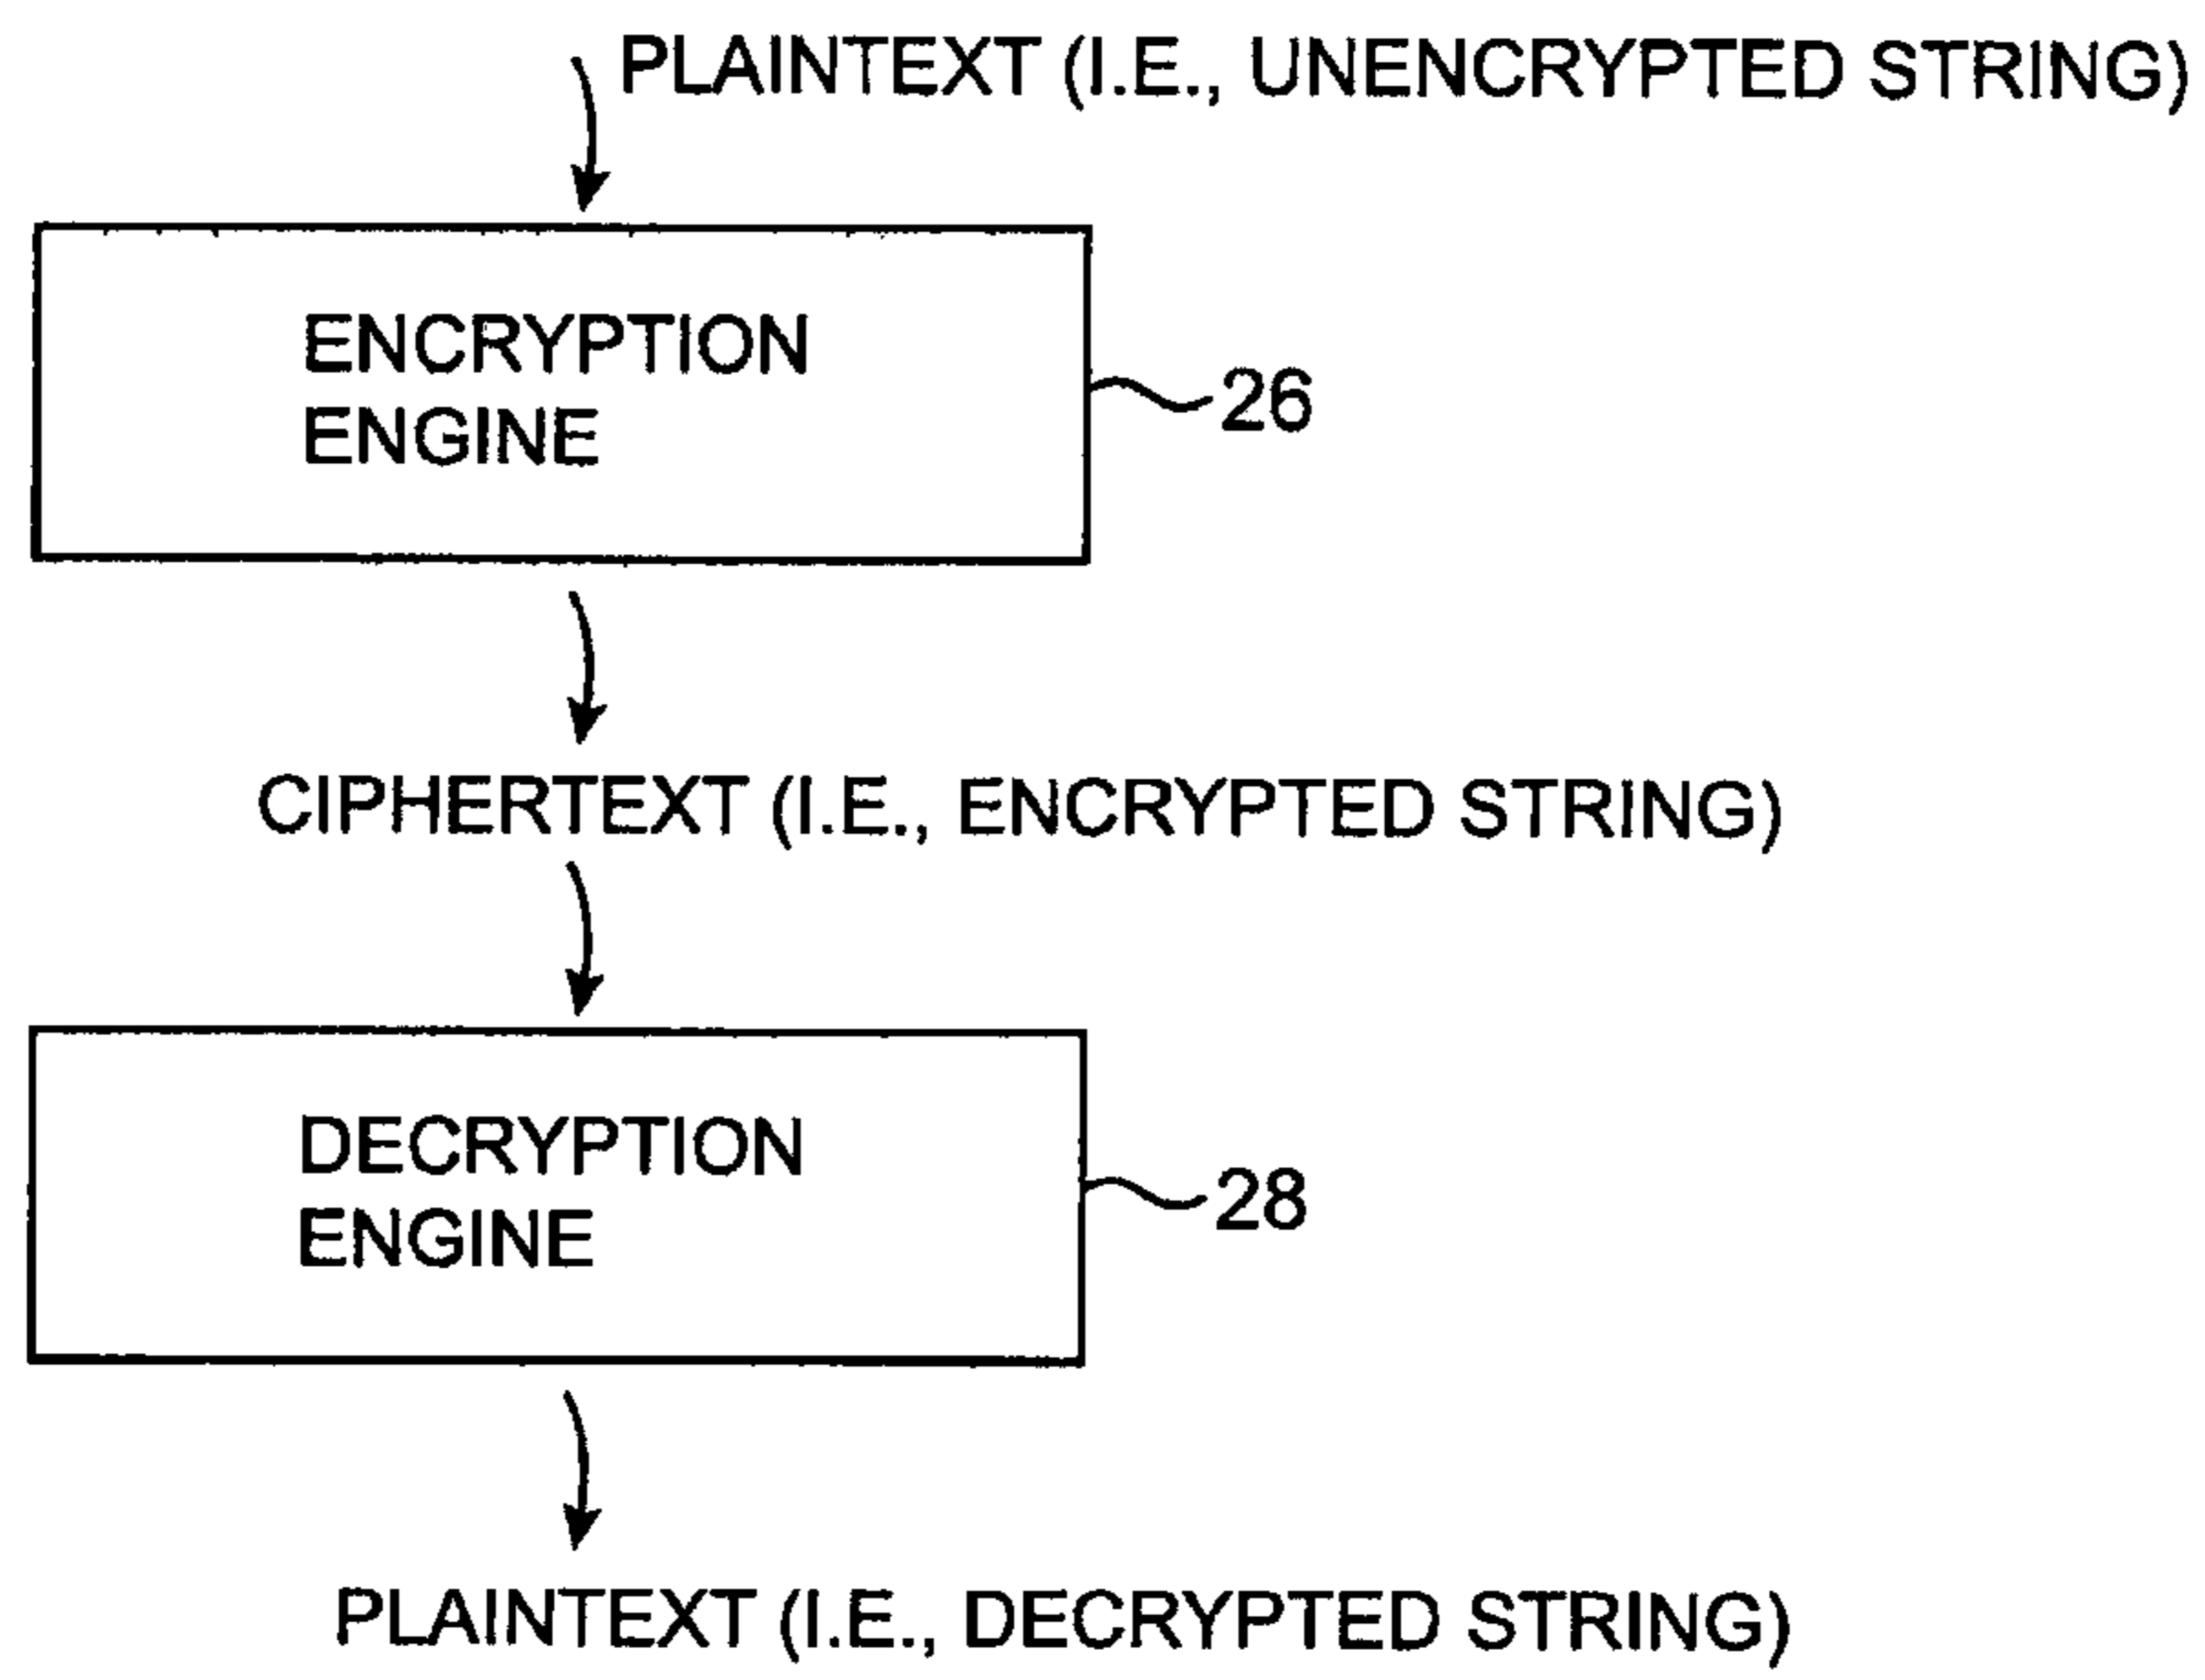 PLAINTEXT (I.E., UNENCRYPTED STRING)
ENCRYPTION
ENGINE
26
CIPHERTEXT (I.E., ENCRYPTED STRING)
DECRYPTION
ENGINE
28
PLAINTEXT (I.E., DECRYPTED STRING)